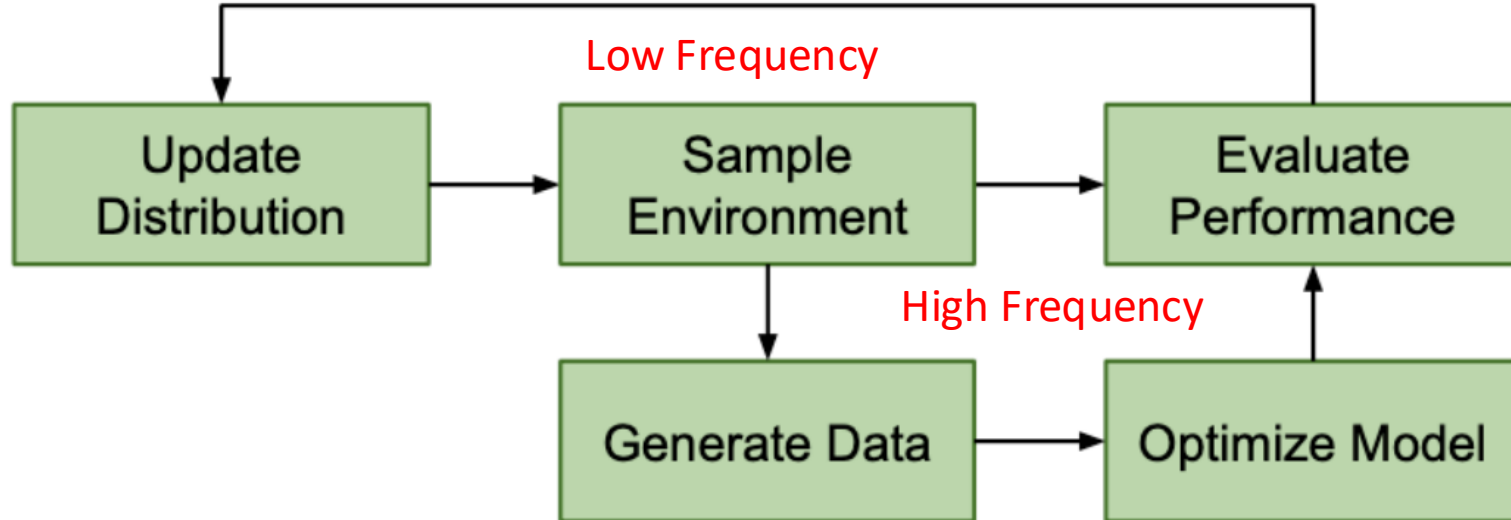 Low Frequency
Update
Distribution
Sample
Environment
Evaluate
Performance
High Frequency
Generate Data
Optimize Model